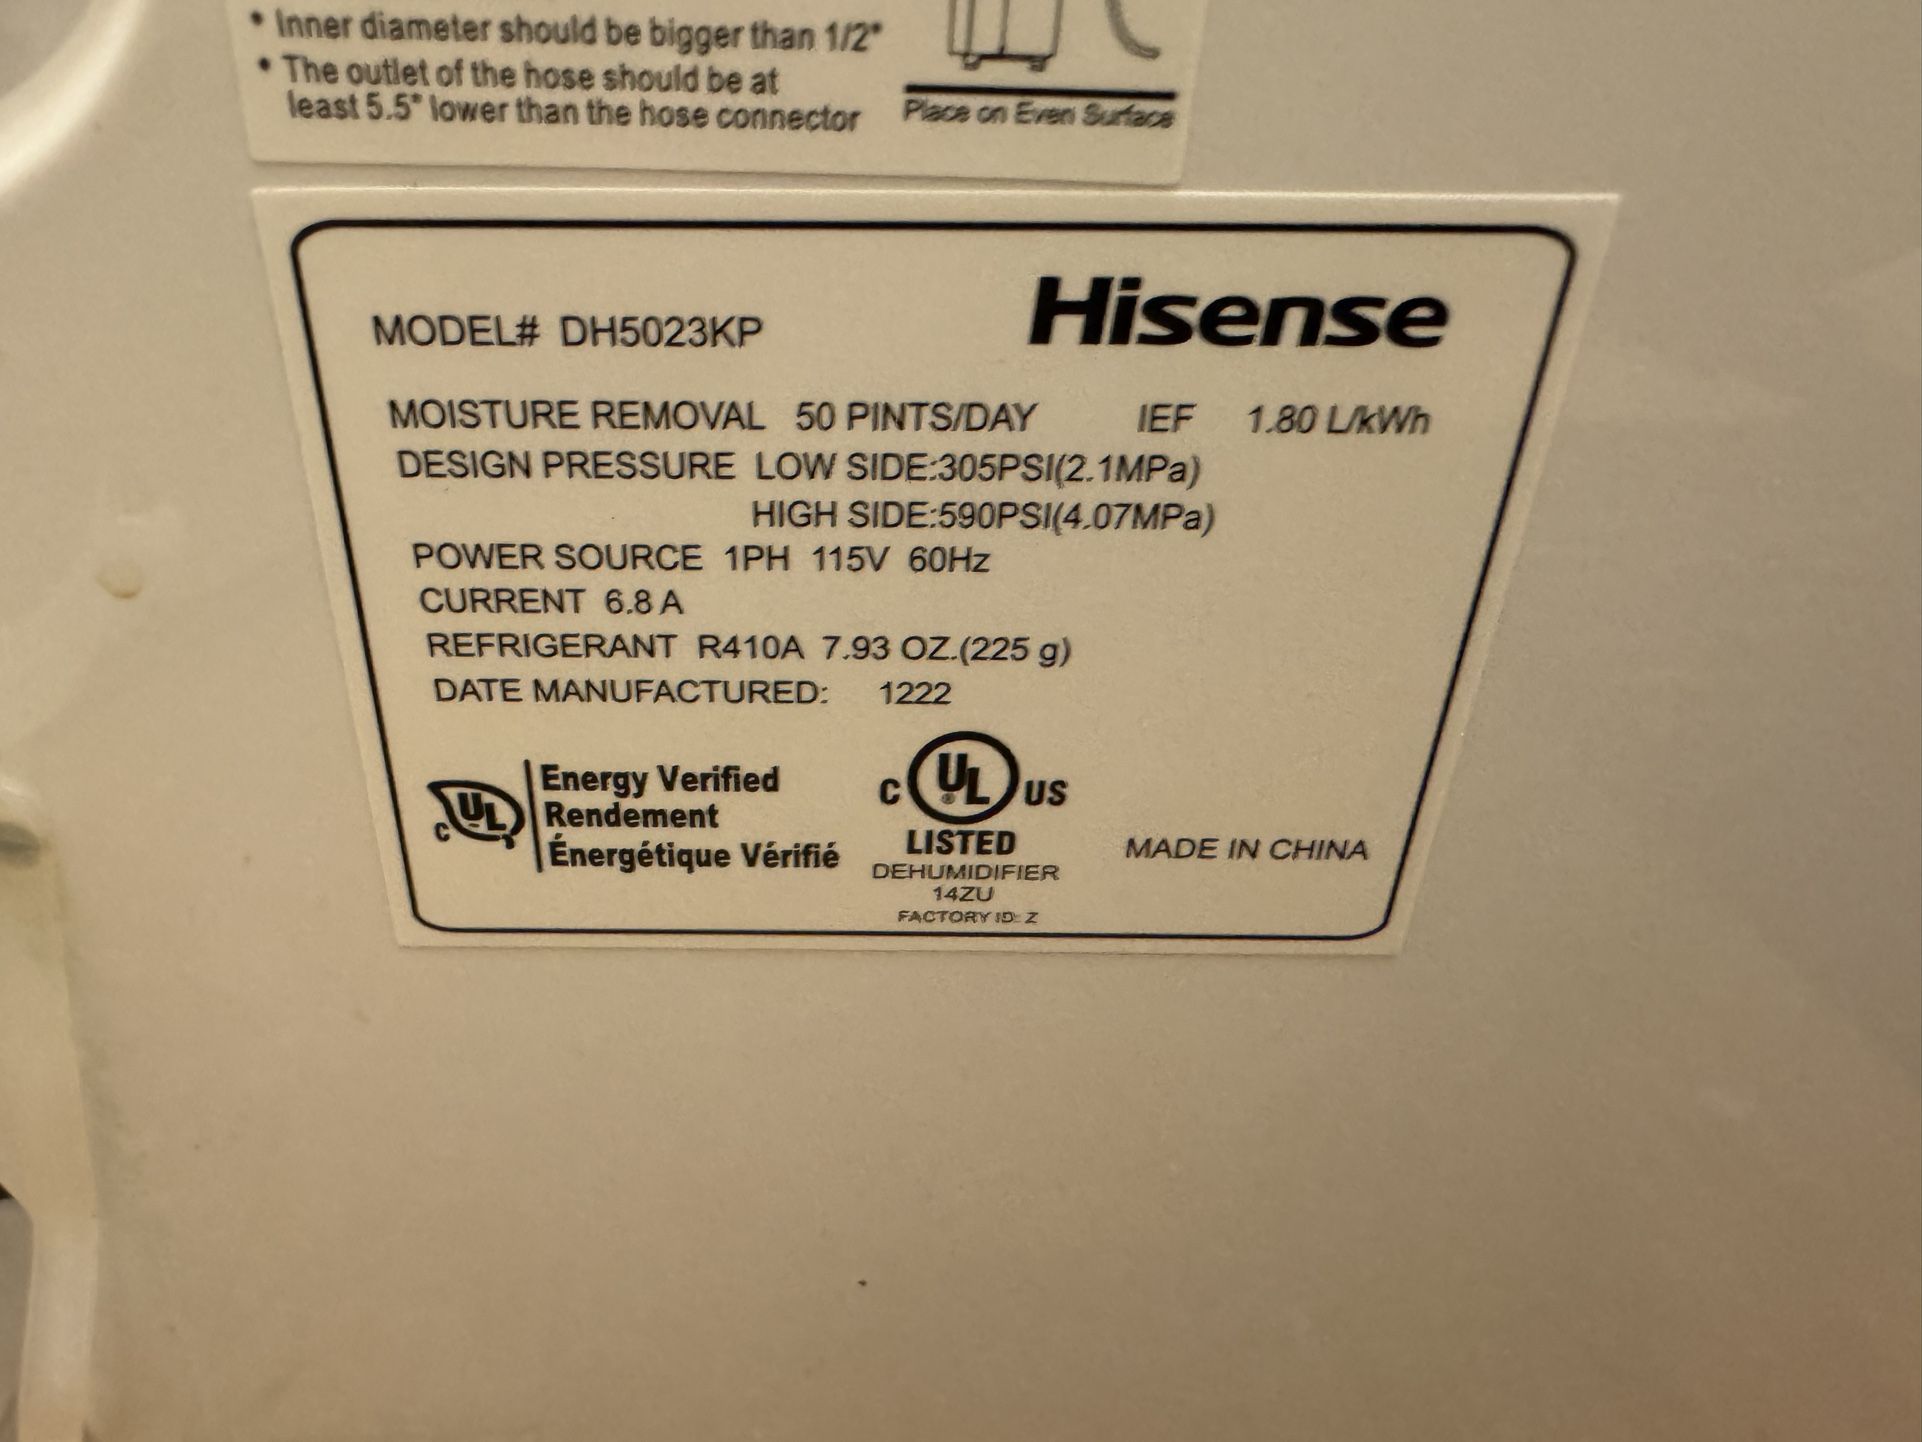 • Inner diameter should be bigger than 1/2"
• The outlet of the hose should be at
least 5.5" lower than the hose connector
Place on Even Surface
Hisense
MODEL# DH5023KP
MOISTURE REMOVAL 50 PINTS/DAY IEF 1.80 L/kWh
DESIGN PRESSURE LOW SIDE:305PSI(2.1MPa)
HIGH SIDE:590PSI(4.07MPa)
POWER SOURCE 1PH 115V 60Hz
CURRENT 6.8 A
REFRIGERANT R410A 7.93 OZ.(225 g)
DATE MANUFACTURED: 1222
C UL
Energy Verified
Rendement
Énergétique Vérifié
C UL ® US
LISTED
DEHUMIDIFIER
14ZU
FACTORY ID: Z
MADE IN CHINA